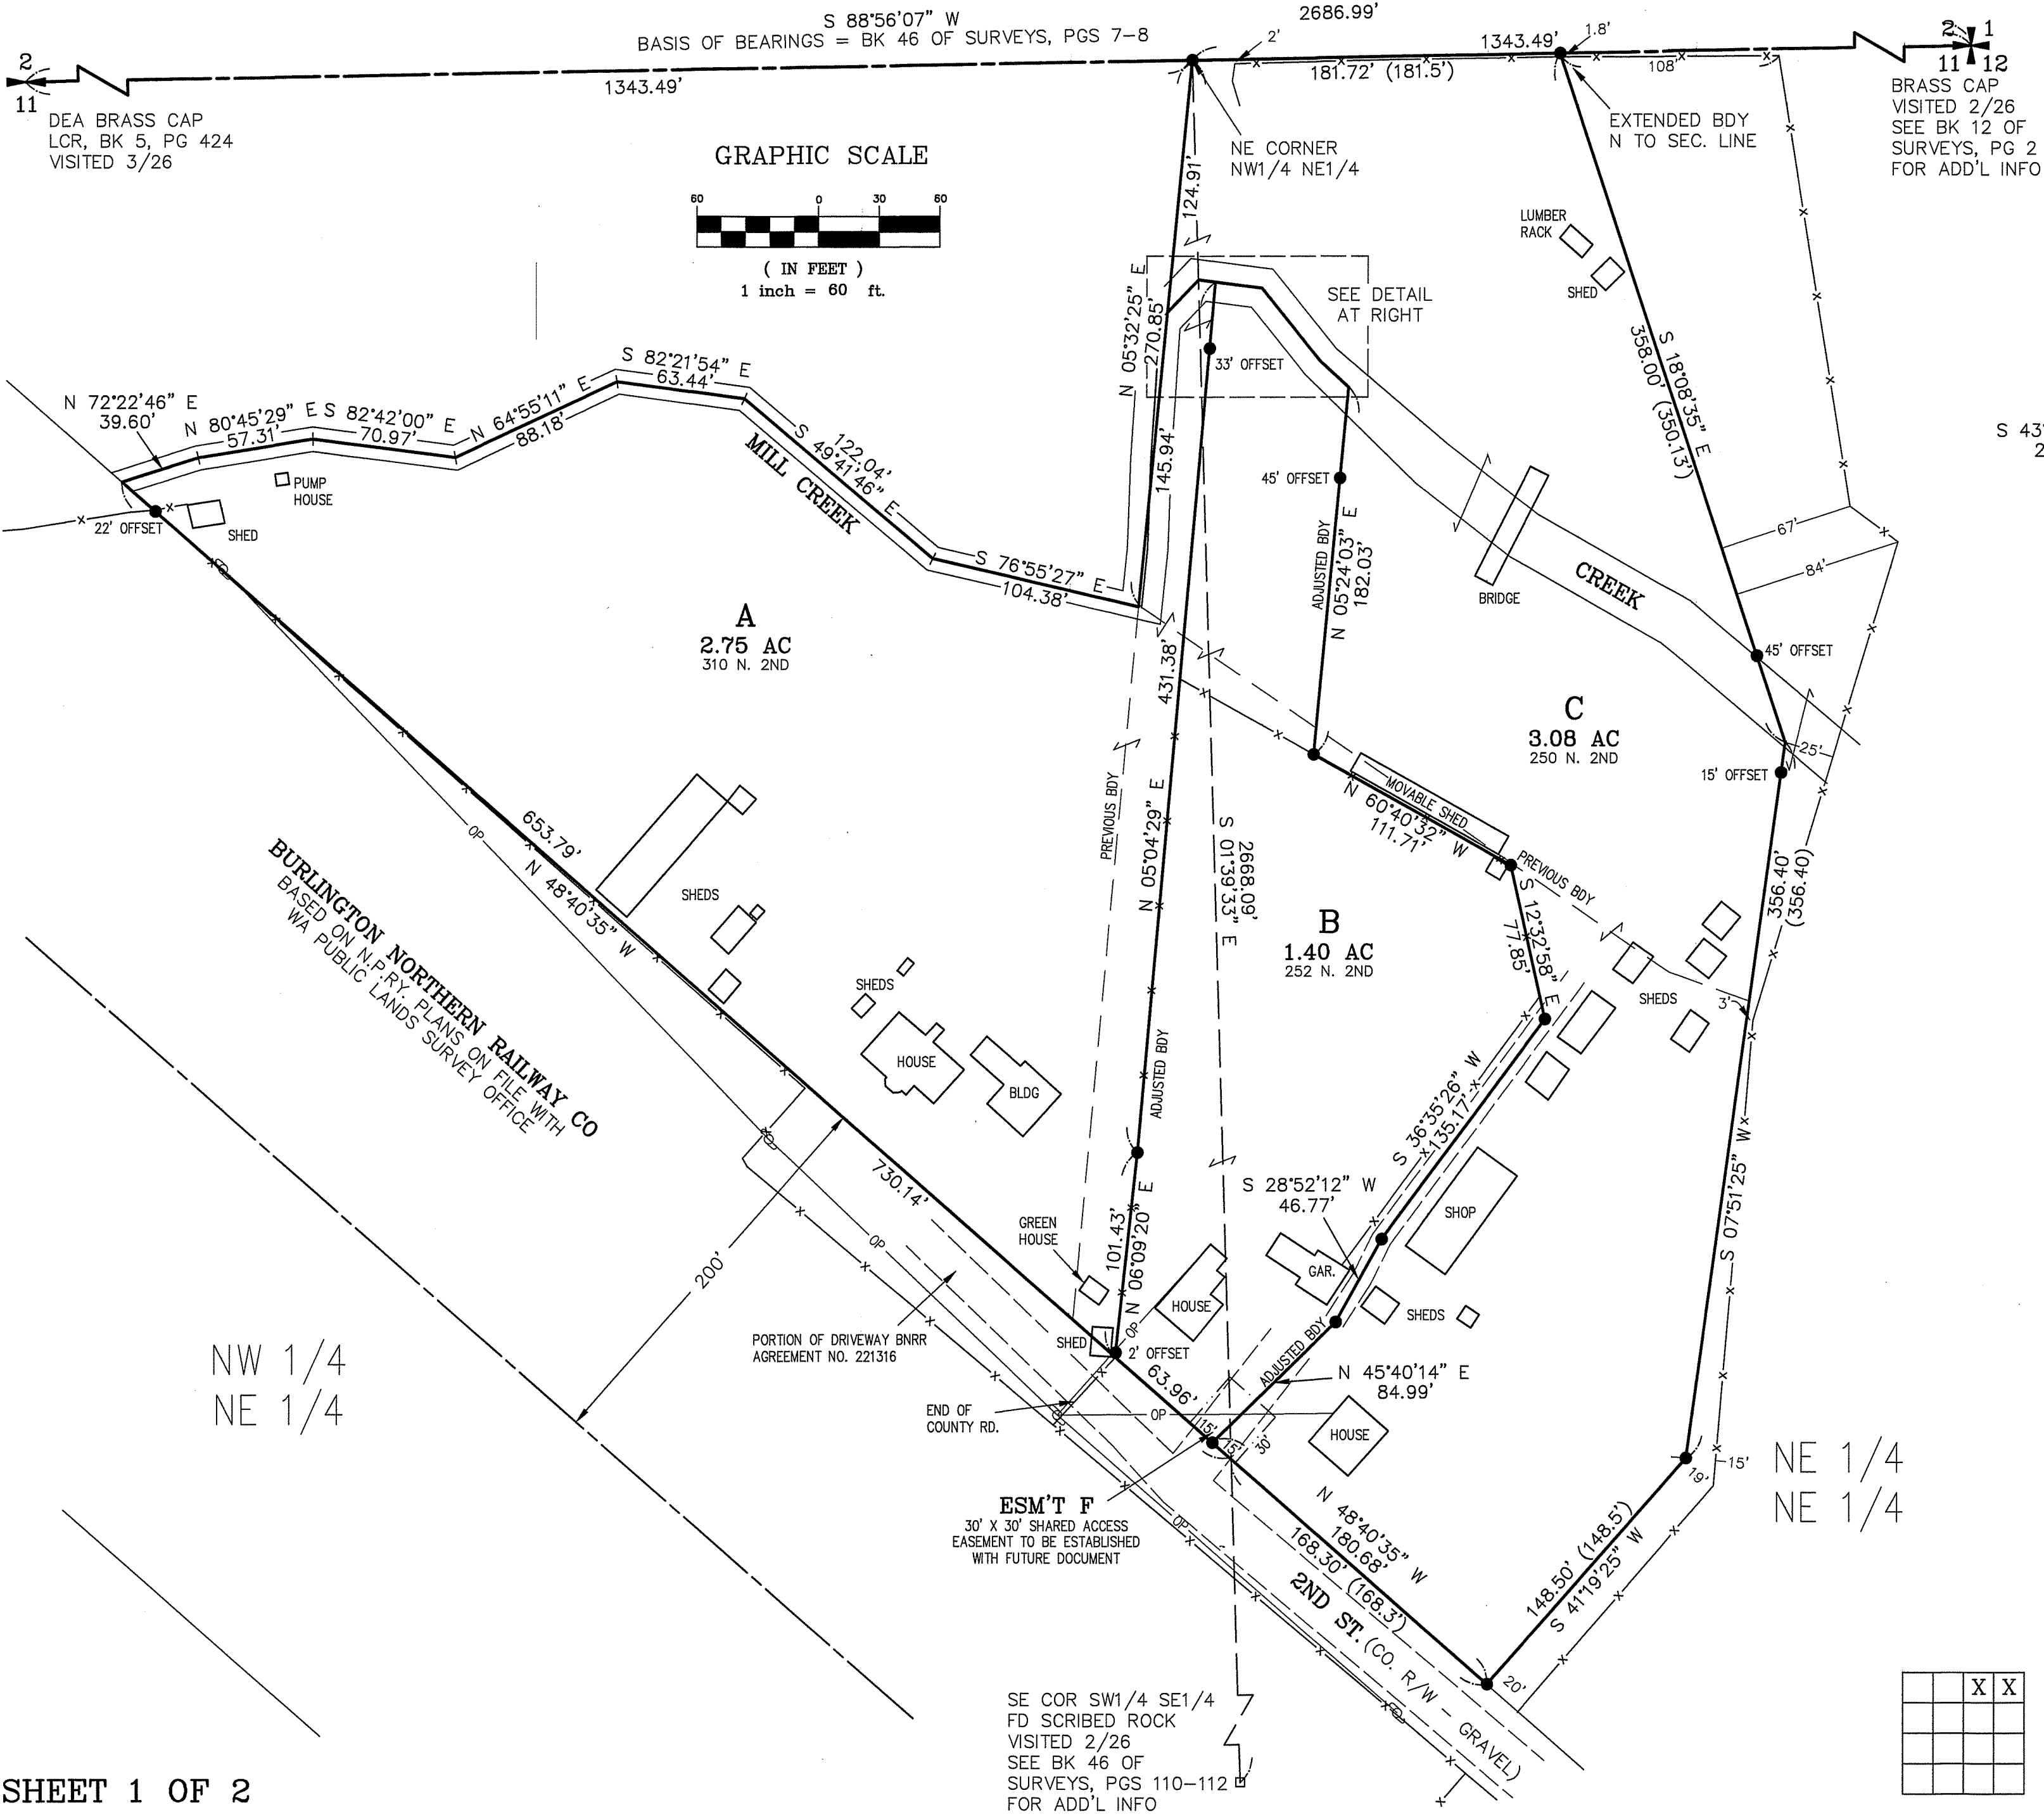 S 88°56'07" W
BASIS OF BEARINGS = BK 46 OF SURVEYS, PGS 7-8
2686.99'
2'
1343.49'
1.8'
2
11
2
1
11
12
1343.49'
181.72' (181.5')
108'
DEA BRASS CAP
LCR, BK 5, PG 424
VISITED 3/26
BRASS CAP
VISITED 2/26
SEE BK 12 OF
SURVEYS, PG 2
FOR ADD'L INFO
EXTENDED BDY
N TO SEC. LINE
NE CORNER
NW1/4 NE1/4
GRAPHIC SCALE
60
0
30
60
( IN FEET )
1 inch = 60 ft.
124.91'
LUMBER
RACK
SHED
SEE DETAIL
AT RIGHT
N 05°32'25" E
270.85'
145.94'
33' OFFSET
S 18°08'35" E
358.00' (350.13')
S 43°
2
N 72°22'46" E
39.60'
N 80°45'29" E
57.31'
S 82°42'00" E
70.97'
N 64°55'11" E
88.18'
S 82°21'54" E
63.44'
122.04'
S 49°41'46" E
MILL CREEK
S 76°55'27" E
104.38'
PUMP
HOUSE
22' OFFSET
SHED
45' OFFSET
ADJUSTED BDY
N 05°24'03" E
182.03'
BRIDGE
CREEK
67'
84'
45' OFFSET
25'
15' OFFSET
A
2.75 AC
310 N. 2ND
C
3.08 AC
250 N. 2ND
431.38'
PREVIOUS BDY
N 05°04'29" E
2668.09'
S 01°39'33" E
MOVABLE SHED
N 60°40'32" W
111.71'
PREVIOUS BDY
356.40'
(356.40)
653.79'
N 48°40'35" W
OP
SHEDS
B
1.40 AC
252 N. 2ND
S 12°32'58" E
77.85'
SHEDS
3'
BURLINGTON NORTHERN RAILWAY CO
BASED ON N.P.RY. PLANS ON FILE WITH
WA PUBLIC LANDS SURVEY OFFICE
SHEDS
HOUSE
BLDG
ADJUSTED BDY
S 36°35'26" W
135.17'
S 07°51'25" W
730.14'
200'
OP
GREEN
HOUSE
101.43'
N 06°09'20" E
S 28°52'12" W
46.77'
SHOP
GAR.
HOUSE
SHEDS
OP
SHED
2' OFFSET
PORTION OF DRIVEWAY BNRR
AGREEMENT NO. 221316
ADJUSTED BDY
N 45°40'14" E
84.99'
63.96'
END OF
COUNTY RD.
OP
15'
15'
30'
HOUSE
NW 1/4
NE 1/4
NE 1/4
NE 1/4
15'
19'
ESM'T F
30' X 30' SHARED ACCESS
EASEMENT TO BE ESTABLISHED
WITH FUTURE DOCUMENT
OP
N 48°40'35" W
180.68'
168.30' (168.3')
148.50' (148.5')
S 41°19'25" W
2ND ST. (CO. R/W - GRAVEL)
20'
SE COR SW1/4 SE1/4
FD SCRIBED ROCK
VISITED 2/26
SEE BK 46 OF
SURVEYS, PGS 110-112
FOR ADD'L INFO
X X
SHEET 1 OF 2